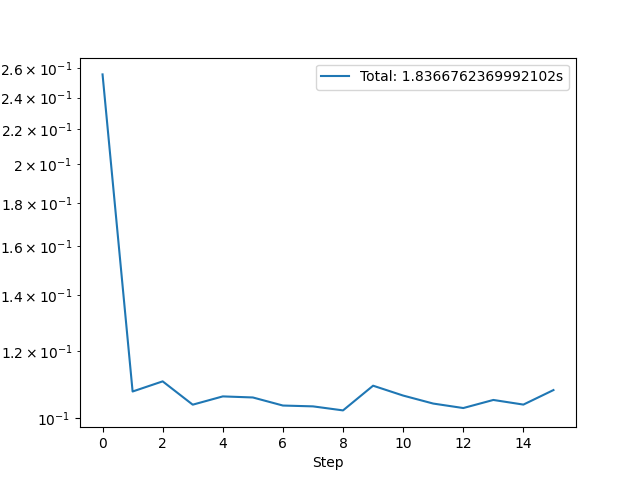 Total: 1.8366762369992102s
2.6 × 10⁻¹
2.4 × 10⁻¹
2.2 × 10⁻¹
2 × 10⁻¹
1.8 × 10⁻¹
1.6 × 10⁻¹
1.4 × 10⁻¹
1.2 × 10⁻¹
10⁻¹
0 2 4 6 8 10 12 14
Step